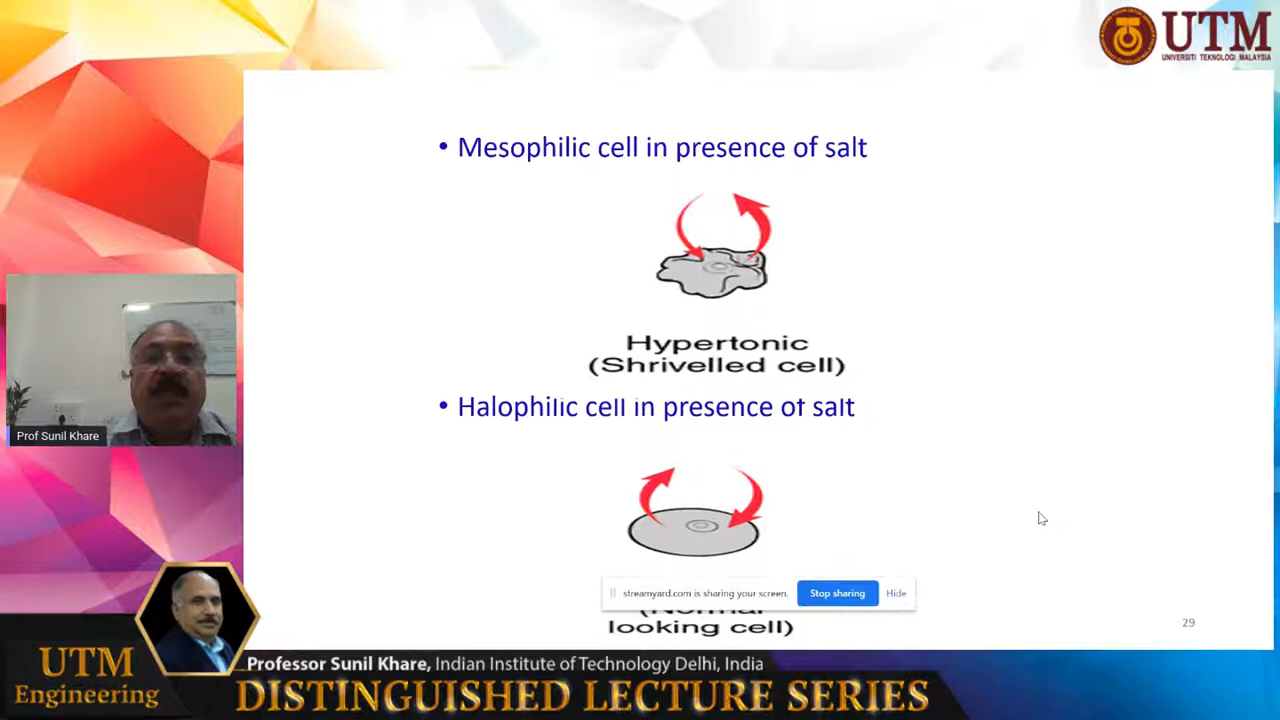 UTM
UNIVERSITI TEKNOLOGI MALAYSIA
• Mesophilic cell in presence of salt
Hypertonic
(Shrivelled cell)
• Halophilic cell in presence of salt
Prof Sunil Khare
streamyard.com is sharing your screen.
Stop sharing
Hide
(Normal
looking cell)
29
Professor Sunil Khare, Indian Institute of Technology Delhi, India
UTM
Engineering
DISTINGUISHED LECTURE SERIES